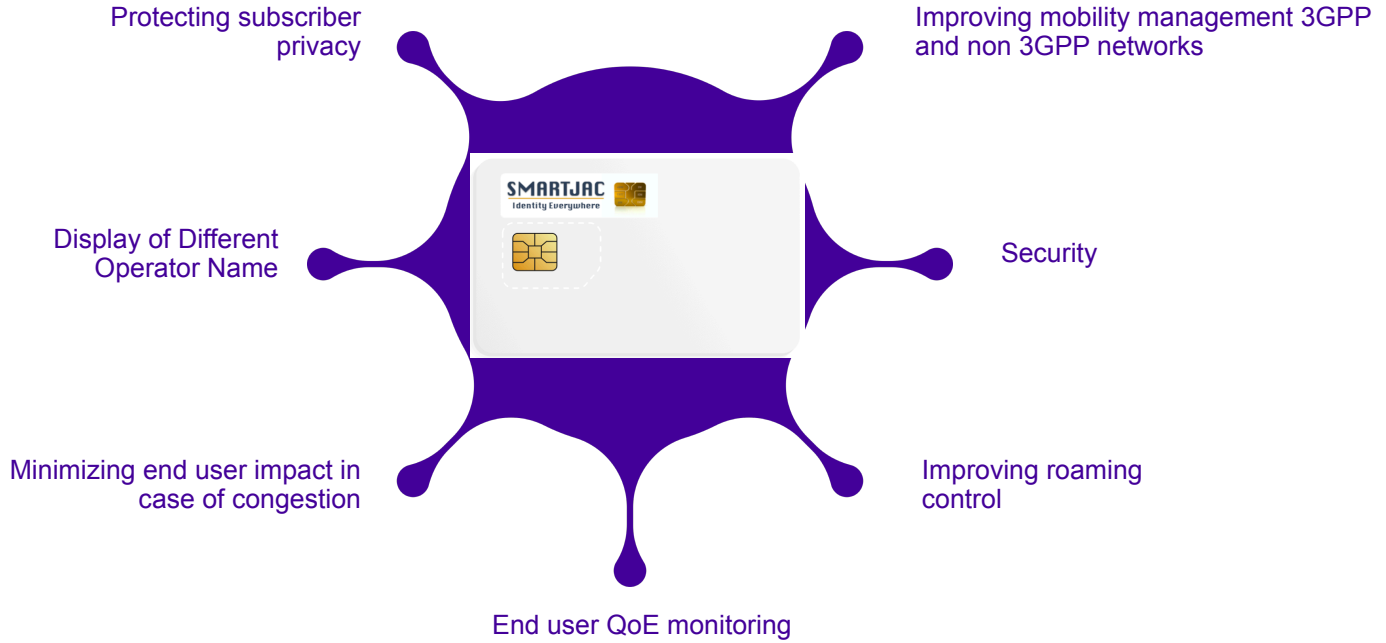 Protecting subscriber
privacy
Improving mobility management 3GPP
and non 3GPP networks
SMARTJAC
Identity Everywhere
Display of Different
Operator Name
Security
Minimizing end user impact in
case of congestion
Improving roaming
control
End user QoE monitoring